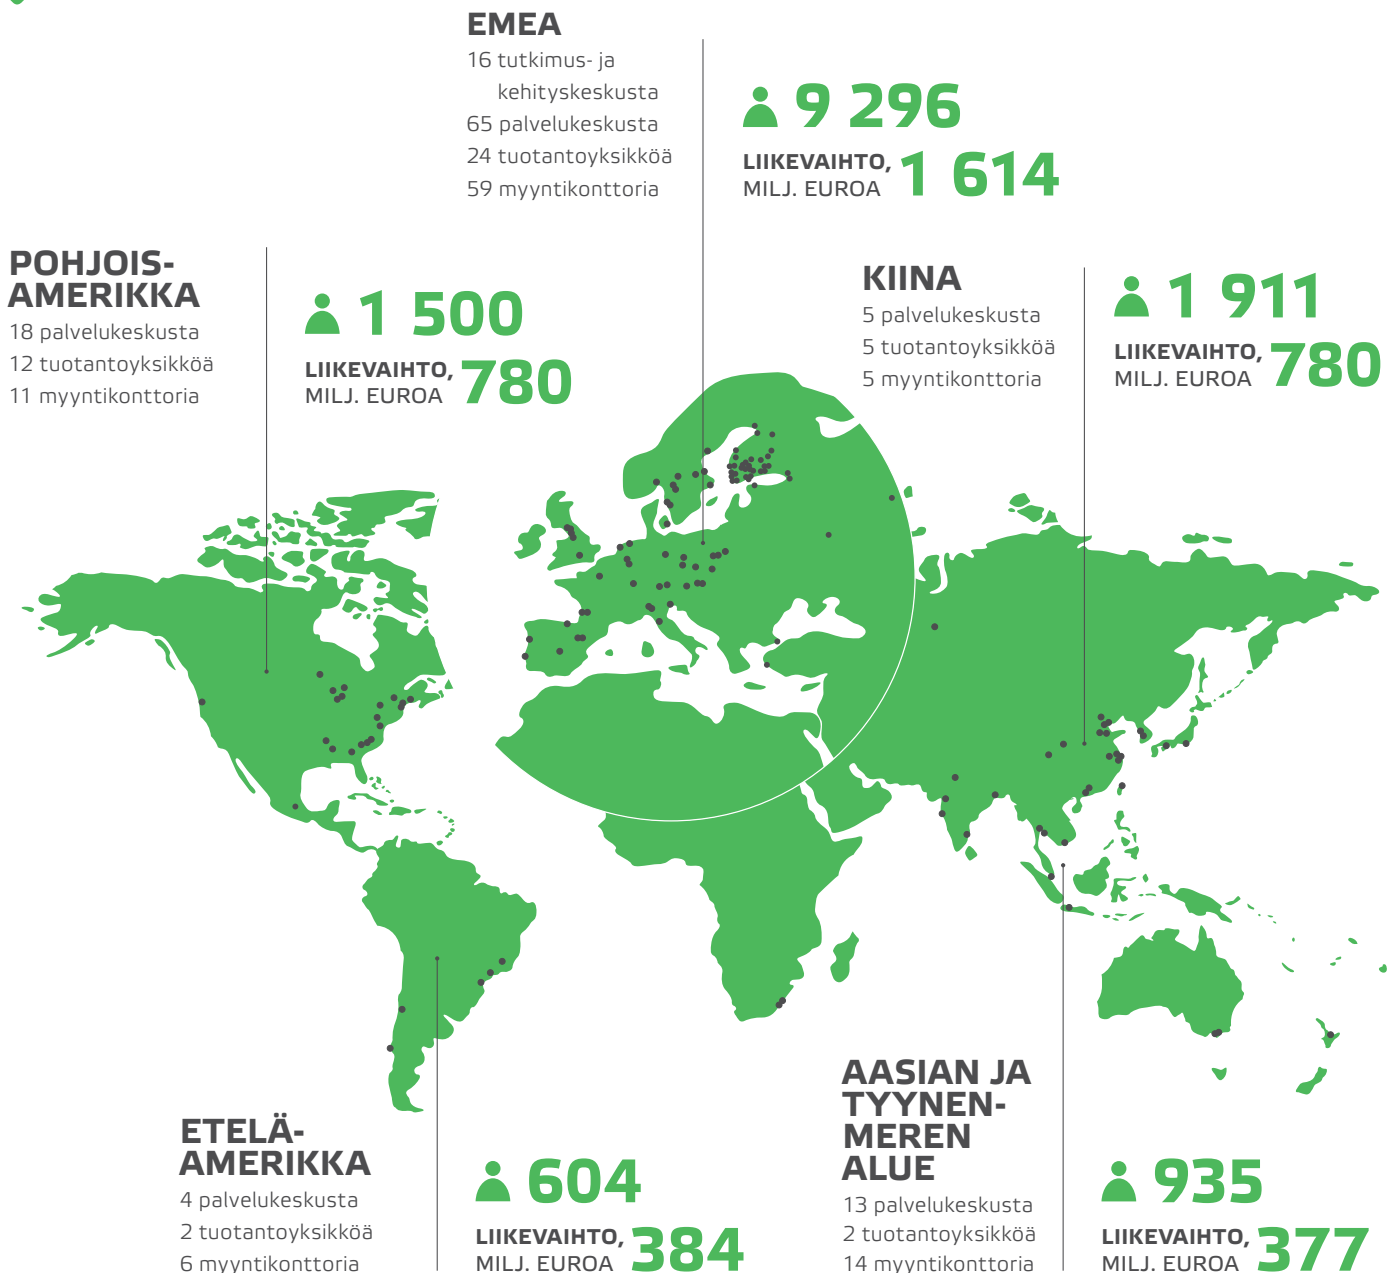 EMEA
16 tutkimus- ja
kehityskeskusta
65 palvelukeskusta
24 tuotantoyksikköä
59 myyntikonttoria
9 296
LIIKEVAIHTO,
MILJ. EUROA
1 614
POHJOIS-
AMERIKKA
18 palvelukeskusta
12 tuotantoyksikköä
11 myyntikonttoria
1 500
LIIKEVAIHTO,
MILJ. EUROA
780
KIINA
5 palvelukeskusta
5 tuotantoyksikköä
5 myyntikonttoria
1 911
LIIKEVAIHTO,
MILJ. EUROA
780
ETELÄ-
AMERIKKA
4 palvelukeskusta
2 tuotantoyksikköä
6 myyntikonttoria
604
LIIKEVAIHTO,
MILJ. EUROA
384
AASIAN JA
TYYNEN-
MEREN
ALUE
13 palvelukeskusta
2 tuotantoyksikköä
14 myyntikonttoria
935
LIIKEVAIHTO,
MILJ. EUROA
377